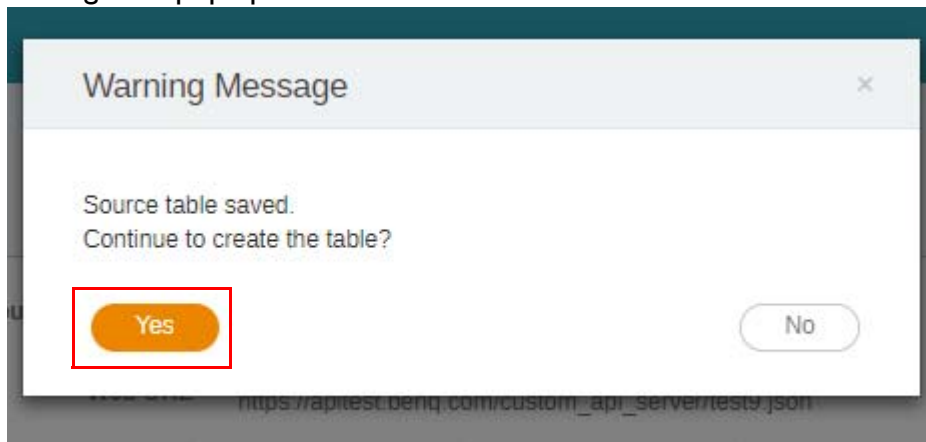 Warning Message ×
Source table saved.
Continue to create the table?
Yes No
https://apitest.benq.com/custom_api_server/test9.json